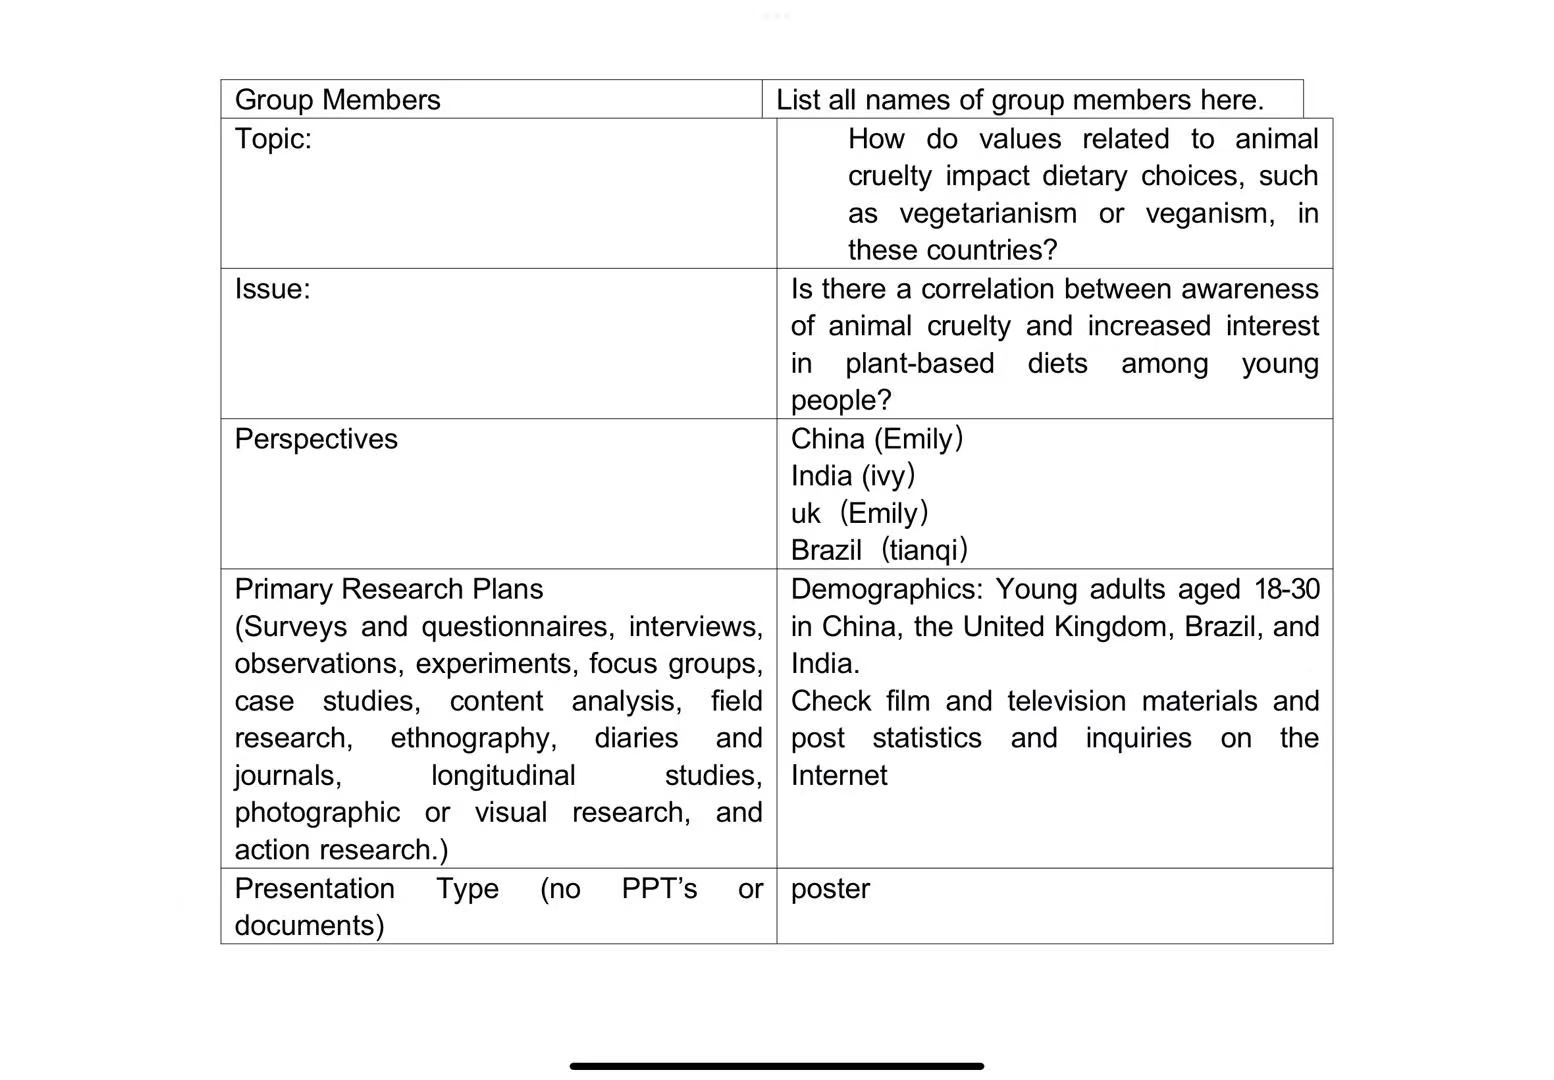 Group Members
List all names of group members here.
Topic:
How do values related to animal
cruelty impact dietary choices, such
as vegetarianism or veganism, in
these countries?
Issue:
Is there a correlation between awareness
of animal cruelty and increased interest
in plant-based diets among young
people?
Perspectives
China (Emily）
India (ivy）
uk （Emily）
Brazil （tianqi）
Primary Research Plans
(Surveys and questionnaires, interviews,
observations, experiments, focus groups,
case studies, content analysis, field
research, ethnography, diaries and
journals, longitudinal studies,
photographic or visual research, and
action research.)
Demographics: Young adults aged 18-30
in China, the United Kingdom, Brazil, and
India.
Check film and television materials and
post statistics and inquiries on the
Internet
Presentation Type (no PPT’s or
documents)
poster